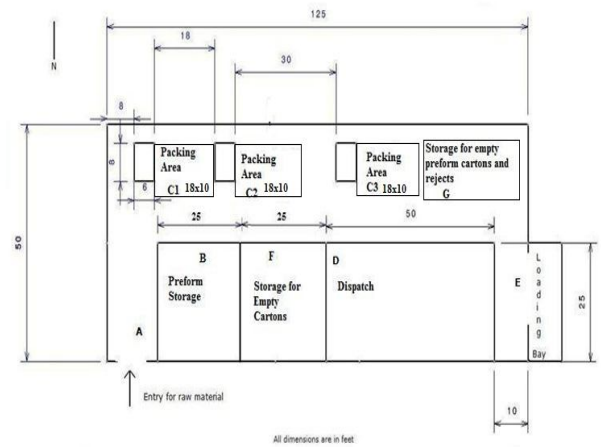 125
18
30
N
8
8
6
Packing
Area
C1 18x10
Packing
Area
C2 18x10
Packing
Area
C3 18x10
Storage for empty
preform cartons and
rejects
G
50
25
25
50
B
Preform
Storage
F
Storage for
Empty
Cartons
D
Dispatch
E
Loading
Bay
25
A
10
Entry for raw material
All dimensions are in feet